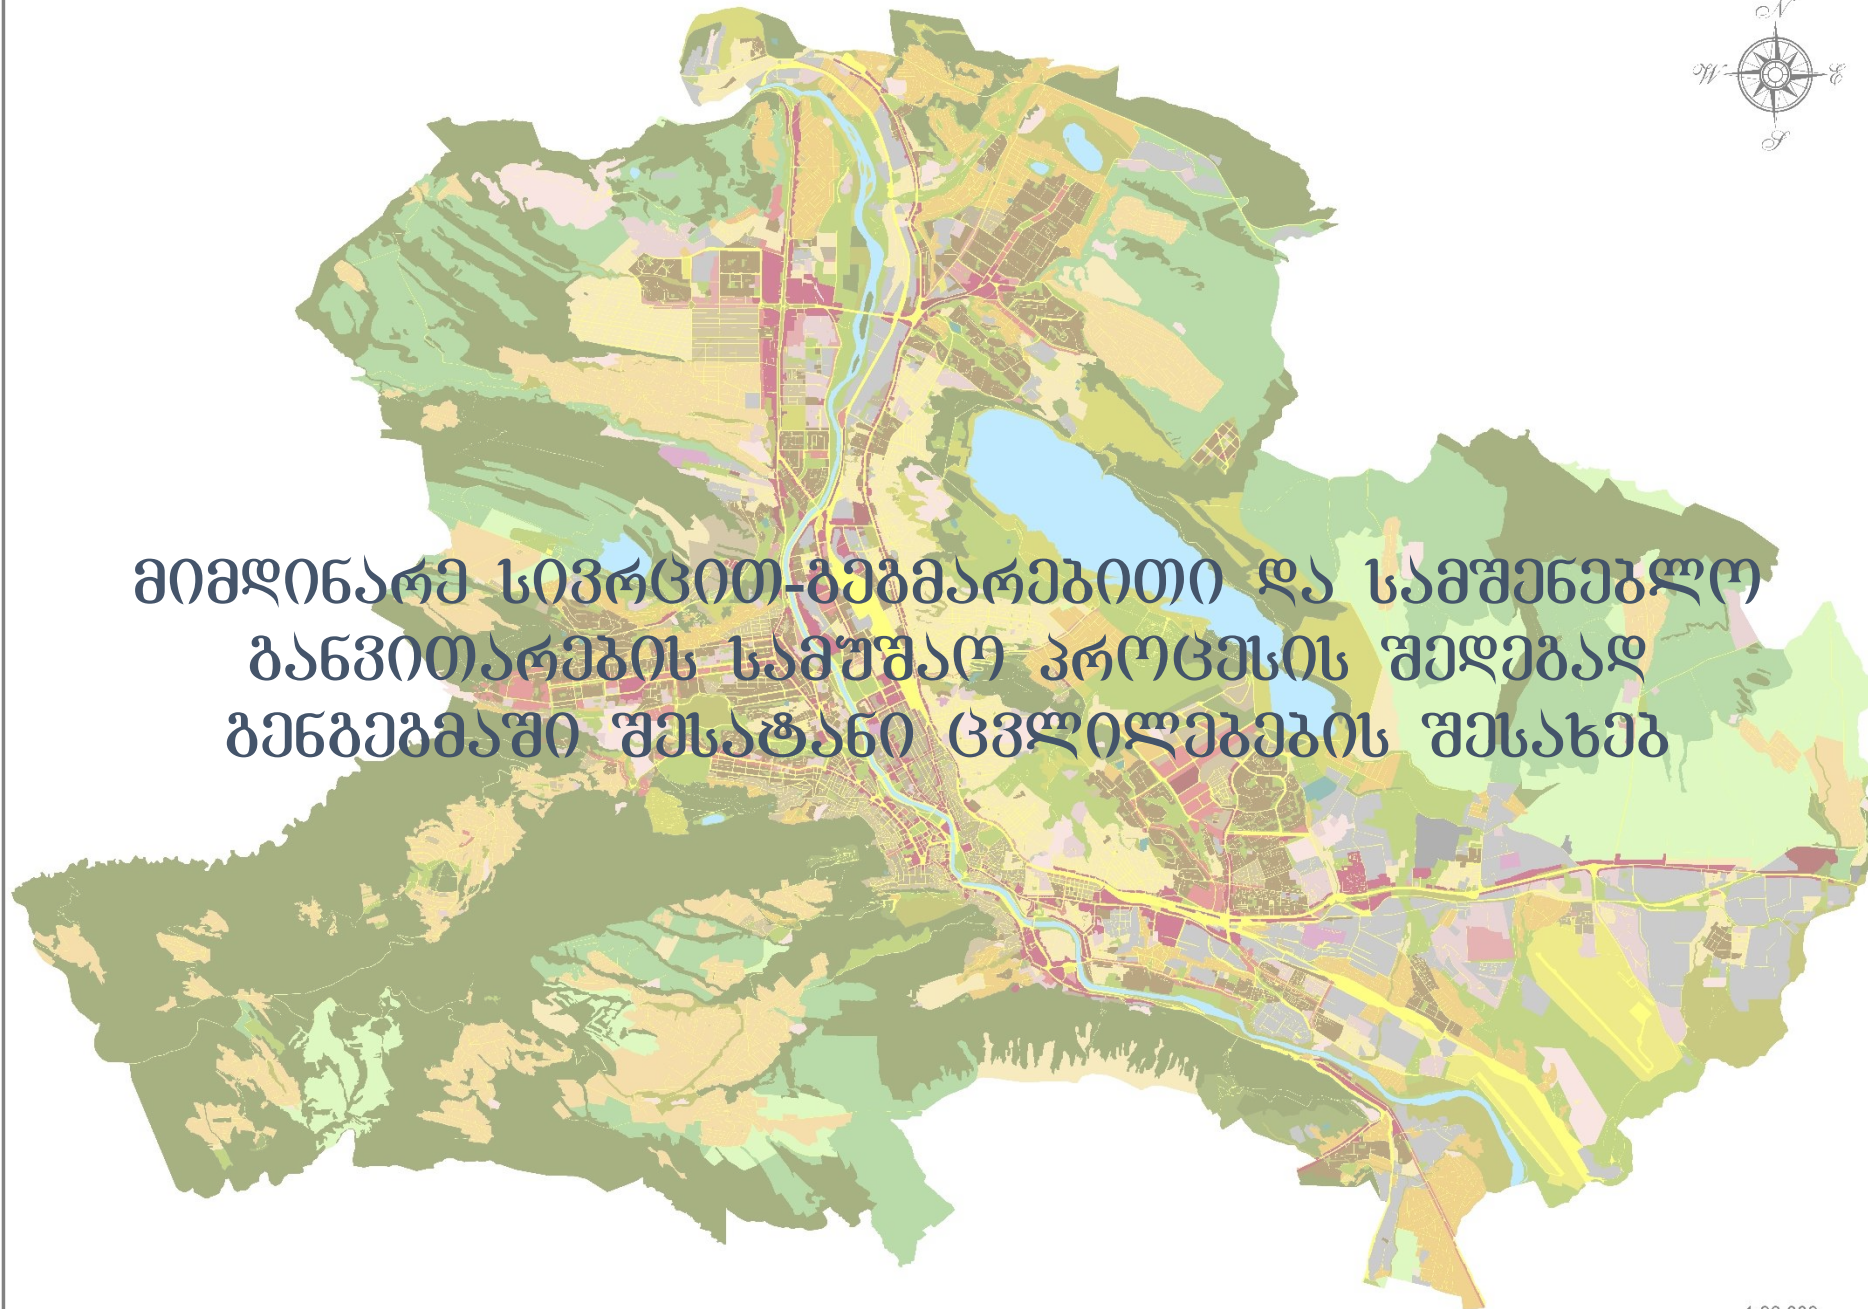 N
W E
S
მიმდინარე სივრცით-გეგმარებითი და სამშენებლო
განვითარების სამუშაო პროცესის შედეგად
გენგეგმაში შესატანი ცვლილებების შესახებ